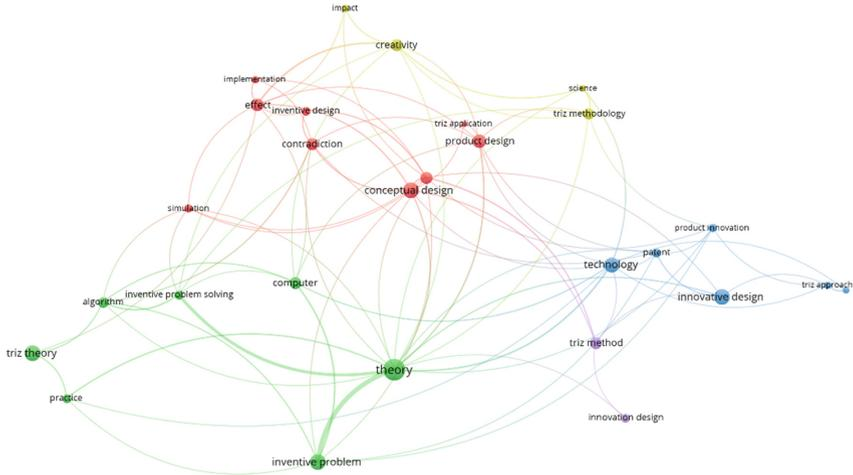 impact
creativity
implementation
science
effect
inventive design
triz methodology
triz application
contradiction
product design
conceptual design
simulation
product innovation
patent
technology
computer
triz approach
algorithm
inventive problem solving
innovative design
triz method
triz theory
theory
practice
innovation design
inventive problem